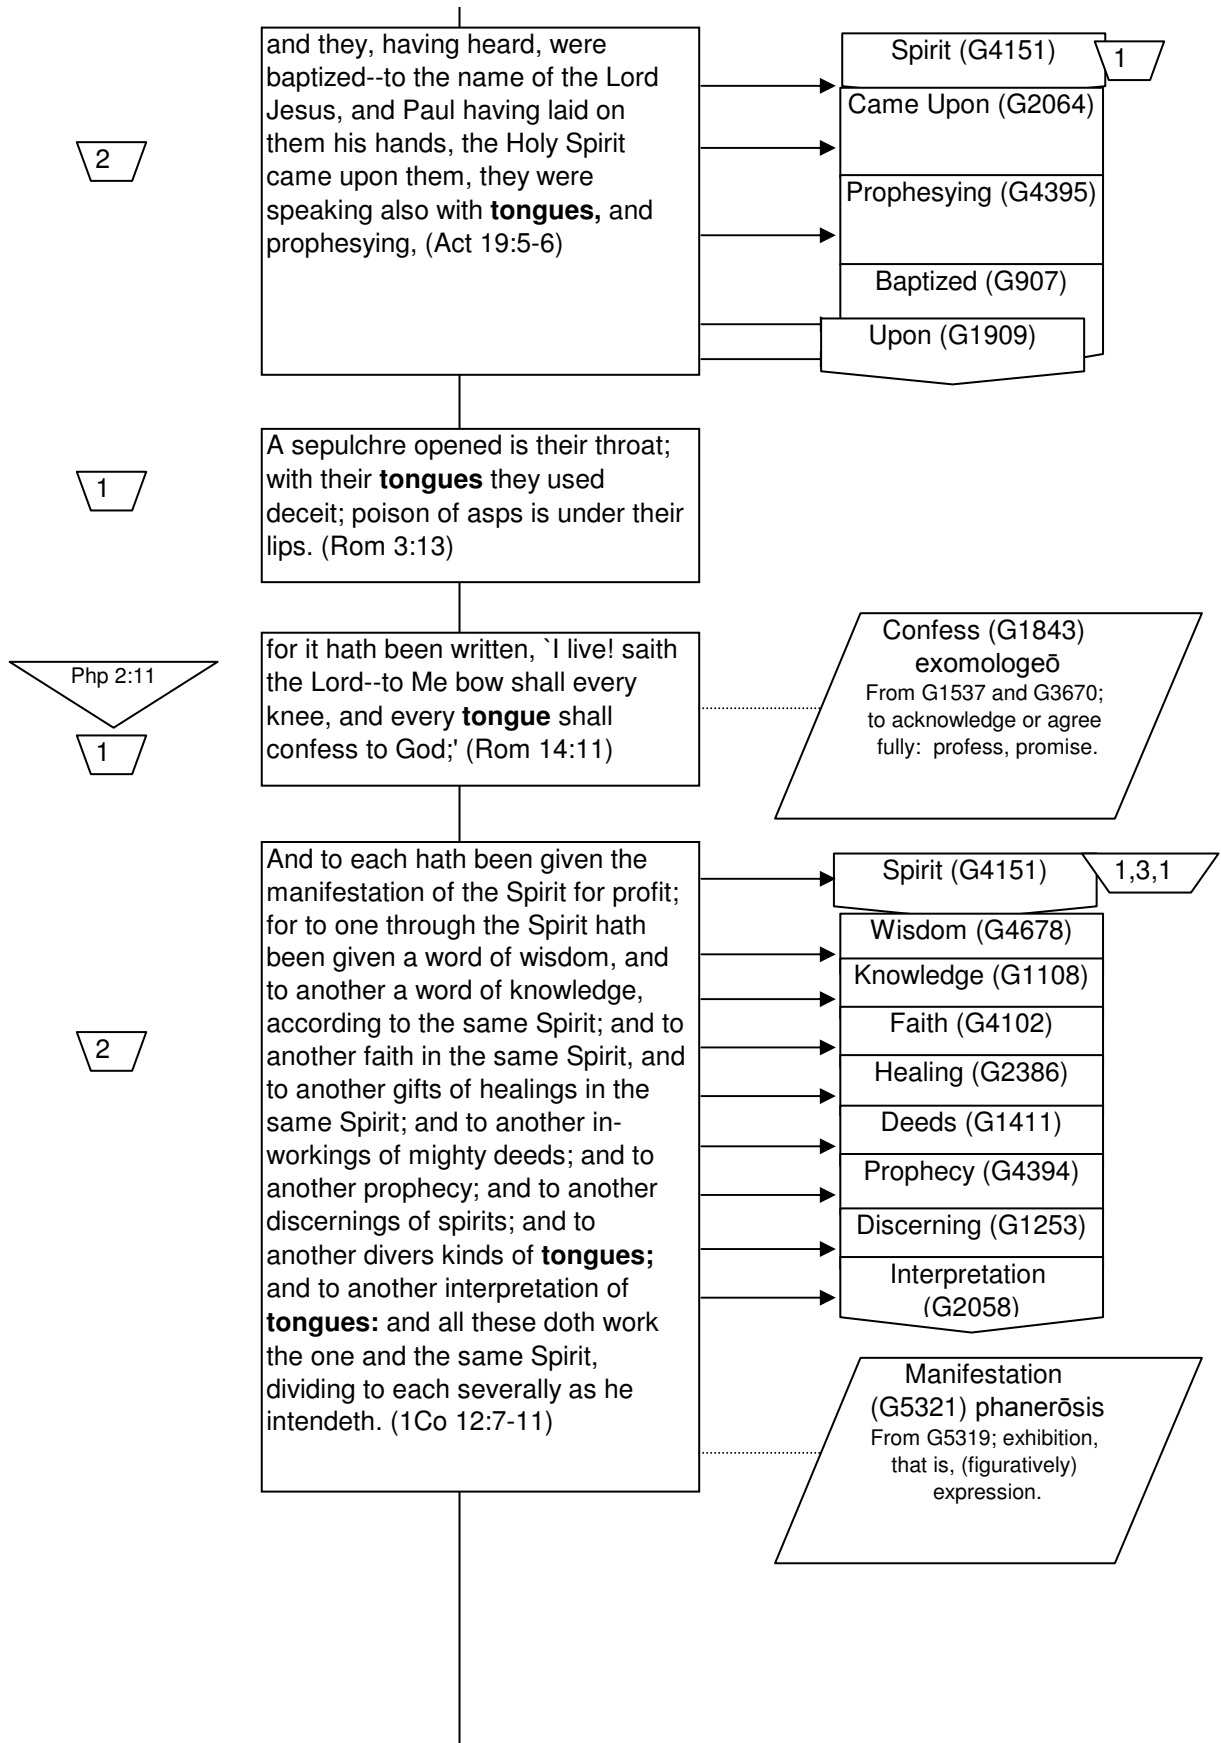 2
and they, having heard, were
baptized--to the name of the Lord
Jesus, and Paul having laid on
them his hands, the Holy Spirit
came upon them, they were
speaking also with tongues, and
prophesying, (Act 19:5-6)
Spirit (G4151)
1
Came Upon (G2064)
Prophesying (G4395)
Baptized (G907)
Upon (G1909)
1
A sepulchre opened is their throat;
with their tongues they used
deceit; poison of asps is under their
lips. (Rom 3:13)
Php 2:11
1
for it hath been written, `I live! saith
the Lord--to Me bow shall every
knee, and every tongue shall
confess to God;' (Rom 14:11)
Confess (G1843)
exomologeō
From G1537 and G3670;
to acknowledge or agree
fully:  profess, promise.
2
And to each hath been given the
manifestation of the Spirit for profit;
for to one through the Spirit hath
been given a word of wisdom, and
to another a word of knowledge,
according to the same Spirit; and to
another faith in the same Spirit, and
to another gifts of healings in the
same Spirit; and to another in-
workings of mighty deeds; and to
another prophecy; and to another
discernings of spirits; and to
another divers kinds of tongues;
and to another interpretation of
tongues: and all these doth work
the one and the same Spirit,
dividing to each severally as he
intendeth. (1Co 12:7-11)
Spirit (G4151)
1,3,1
Wisdom (G4678)
Knowledge (G1108)
Faith (G4102)
Healing (G2386)
Deeds (G1411)
Prophecy (G4394)
Discerning (G1253)
Interpretation
(G2058)
Manifestation
(G5321) phanerōsis
From G5319; exhibition,
that is, (figuratively)
expression.